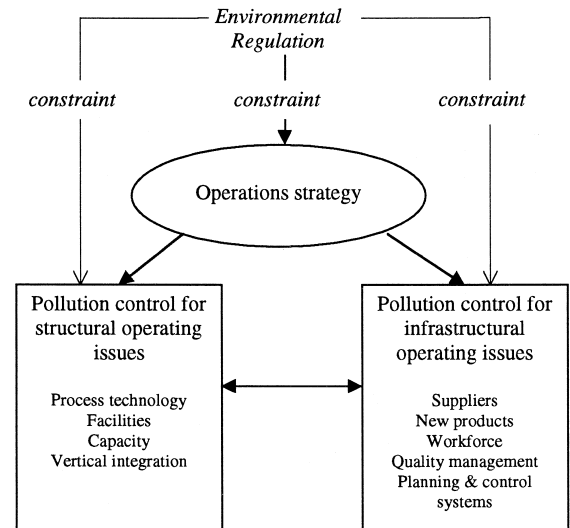 Environmental
Regulation
constraint
constraint
constraint
Operations strategy
Pollution control for
structural operating
issues
Process technology
Facilities
Capacity
Vertical integration
Pollution control for
infrastructural
operating issues
Suppliers
New products
Workforce
Quality management
Planning & control
systems